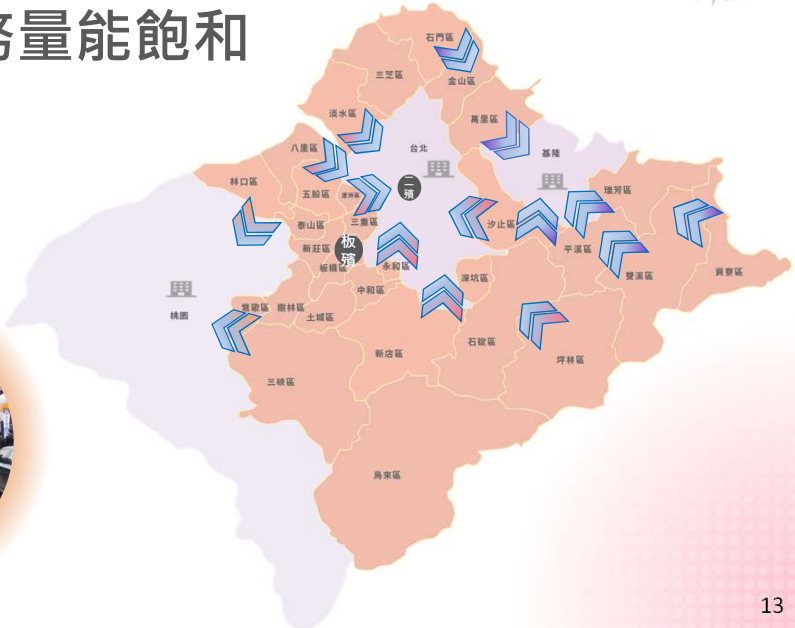 務量能飽和
石門區
三芝區
金山區
淡水區
萬里區
八里區
台北
基隆
林口區
二殯
瑞芳區
五股區
蘆洲區
泰山區
三重區
汐止區
新莊區
板殯
平溪區
板橋區
永和區
雙溪區
貢寮區
深坑區
中和區
鶯歌區
樹林區
土城區
桃園
石碇區
新店區
坪林區
三峽區
烏來區
13